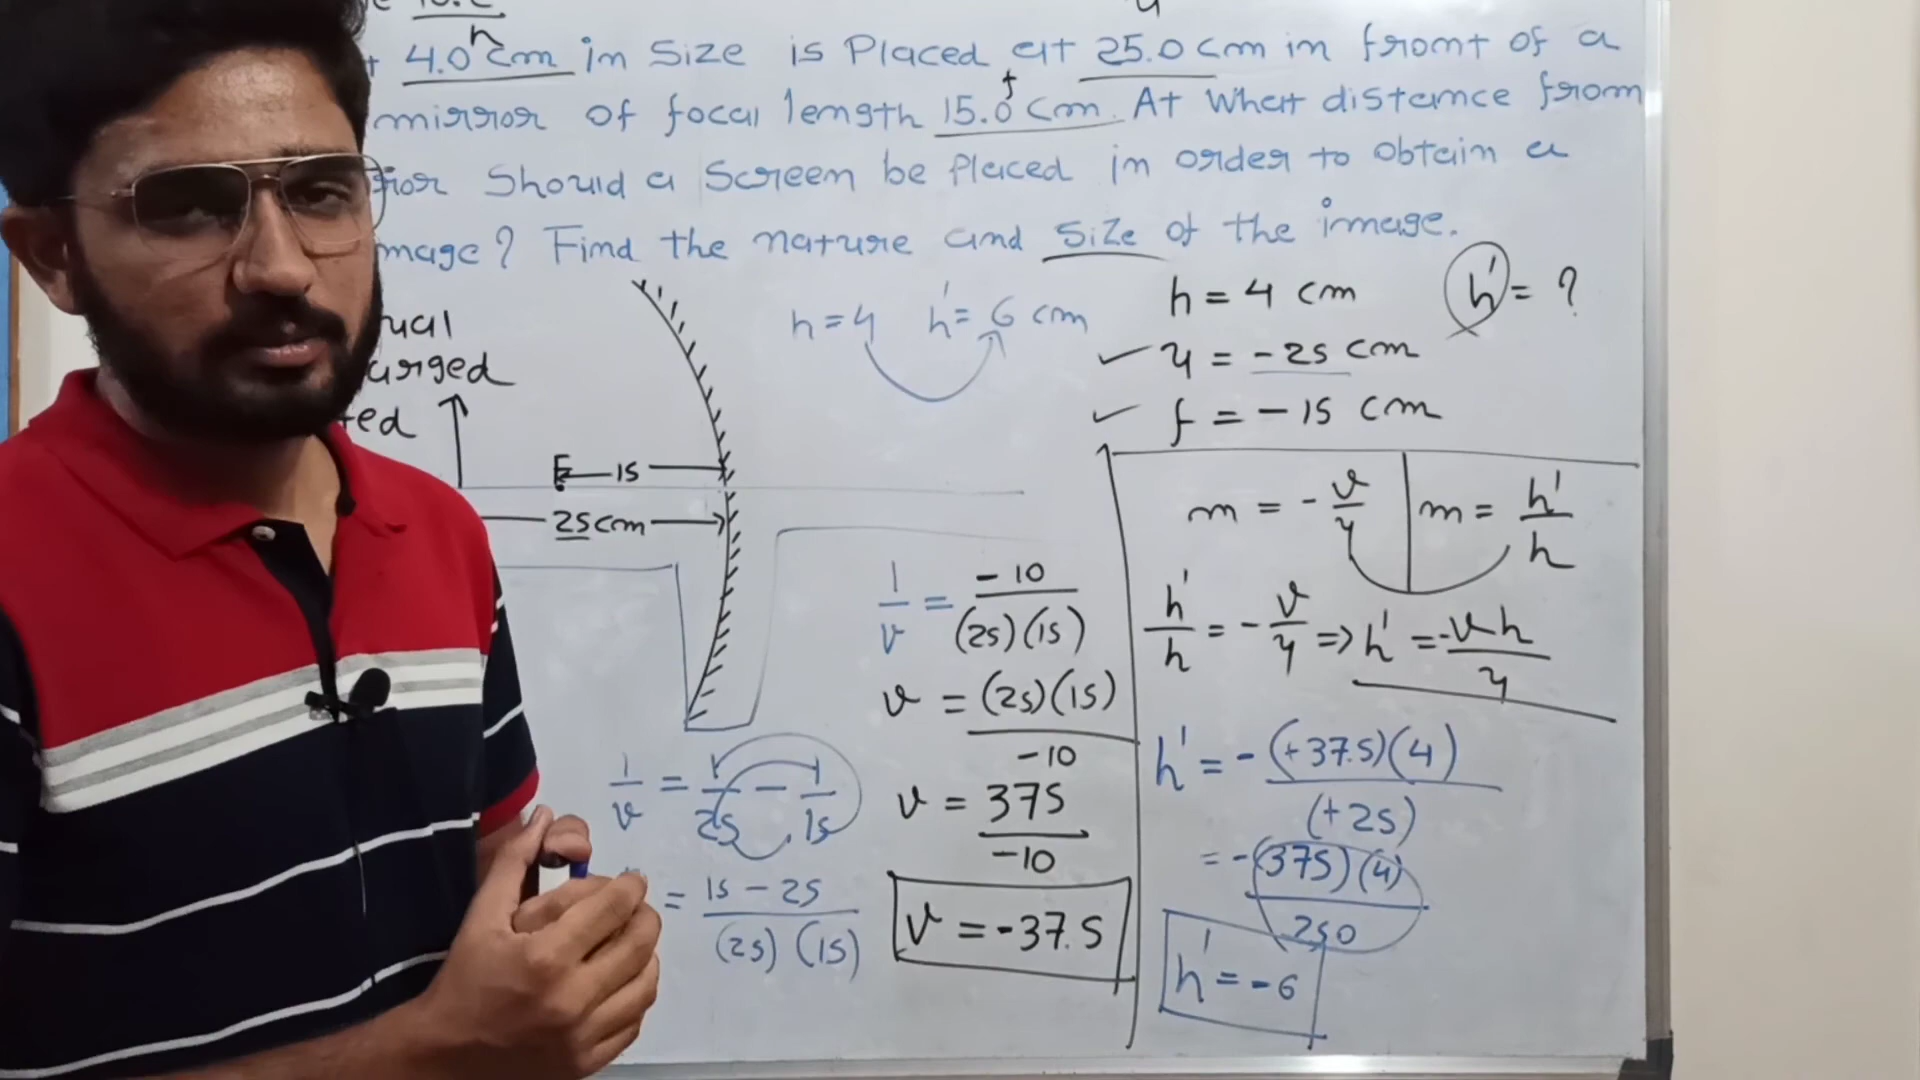 h
4.0 cm in size is Placed at 25.0 cm in front of a
f
mirror of focal length 15.0 cm. At what distance from
ror should a screen be placed in order to obtain a
mage? Find the nature and size of the image.
ual
arged
ted
h = 4 h' = 6 cm
h = 4 cm h' = ?
u = -25 cm
f = -15 cm
F 15
25 cm
m = - v/u m = h'/h
h'/h = - v/u => h' = -vh/u
1/v = -10/(25)(15)
v = (25)(15)/-10
v = 375/-10
v = -37.5
1/v = 1/25 - 1/15
= 15 - 25/(25) (15)
h' = - (+37.5)(4)/(+25)
= - (375)(4)/250
h' = -6